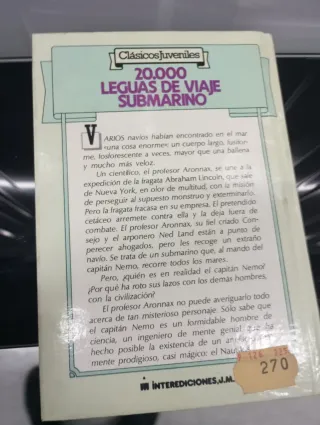 Clásicos Juveniles
20.000
LEGUAS DE VIAJE
SUBMARINO
VARIOS navíos habían encontrado en el mar
«una cosa enorme»: un cuerpo largo, fusifor-
me, fosforescente a veces, mayor que una ballena
y mucho más veloz.
Un científico, el profesor Aronnax, se une a la
expedición de la fragata Abraham Lincoln, que sale
de Nueva York, en olor de multitud, con la misión
de perseguir al supuesto monstruo y exterminarlo.
Pero la fragata fracasa en su empresa. El pretendido
cetáceo arremete contra ella y la deja fuera de
combate. El profesor Aronnax, su fiel criado Con-
sejo y el arponero Ned Land están a punto de
perecer ahogados, pero les recoge un extraño
navío. Se trata de un submarino que, al mando del
capitán Nemo, recorre todos los mares.
Pero, ¿quién es en realidad el capitán Nemo?
¿Por qué ha roto sus lazos con los demás hombres,
con la civilización?
El profesor Aronnax no puede averiguarlo todo
acerca de tan misterioso personaje. Sólo sabe que
el capitán Nemo es un formidable hombre de
ciencia, un ingeniero de mente genial que ha
hecho posible la existencia de un
mente prodigioso, casi mágico: el
INTEREDICIONES, J.M.
270